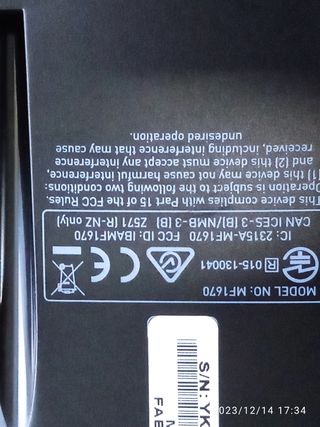 MODEL NO: MF1670
R 015-130041
IC: 2315A-MF1670 FCC ID: IBAMF1670
CAN ICES-3 (B)/NMB-3 (B) Z571 (R-NZ only)
This device complies with Part 15 of the FCC Rules.
Operation is subject to the following two conditions:
(1) this device may not cause harmful interference,
and (2) this device must accept any interference
received, including interference that may cause
undesired operation.
S/N: YK
M
FAB
2023/12/14 17:34